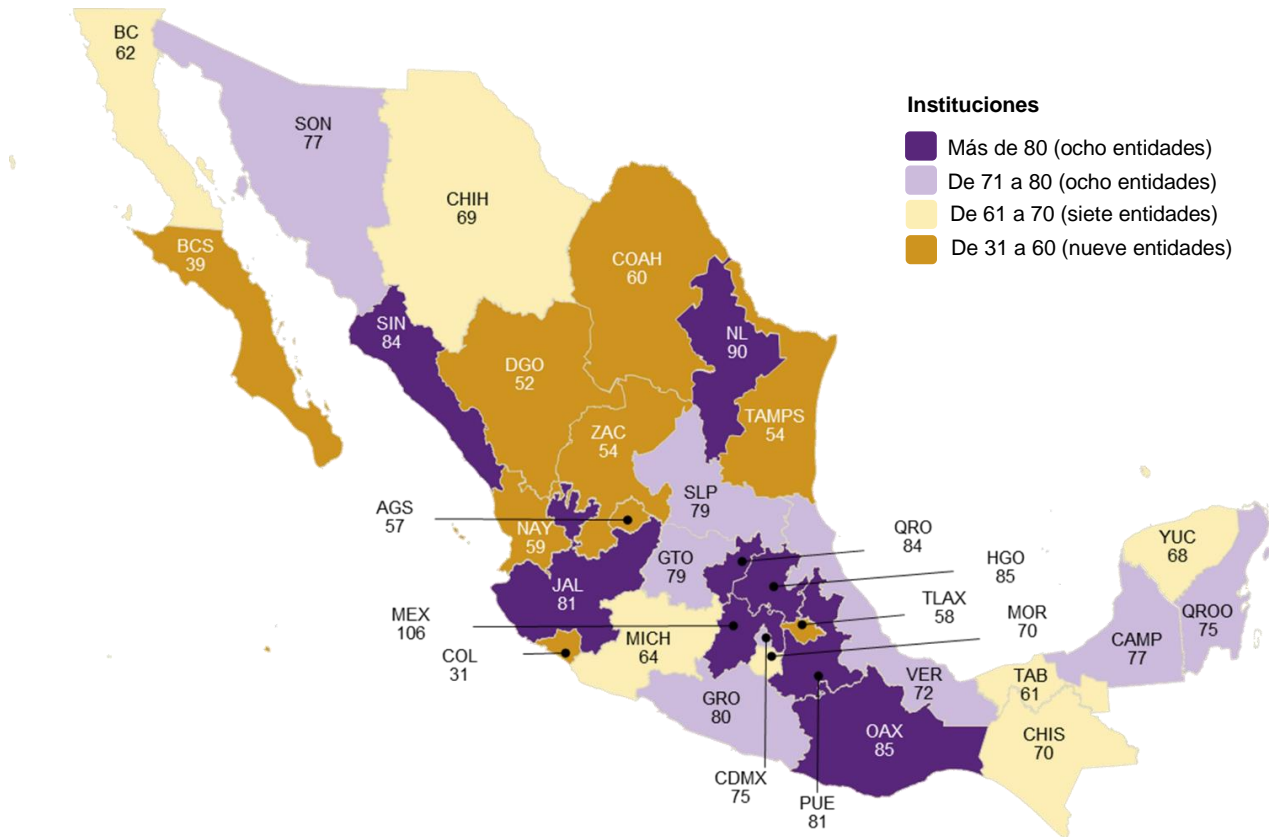 BC
62
SON
77
CHIH
69
BCS
39
COAH
60
SIN
84
NL
90
DGO
52
TAMPS
54
ZAC
54
SLP
79
AGS
57
NAY
59
GTO
79
JAL
81
MEX
106
COL
31
MICH
64
GRO
80
CDMX
75
PUE
81
OAX
85
VER
72
QRO
84
HGO
85
TLAX
58
MOR
70
TAB
61
CHIS
70
CAMP
77
YUC
68
QROO
75
Instituciones
Más de 80 (ocho entidades)
De 71 a 80 (ocho entidades)
De 61 a 70 (siete entidades)
De 31 a 60 (nueve entidades)